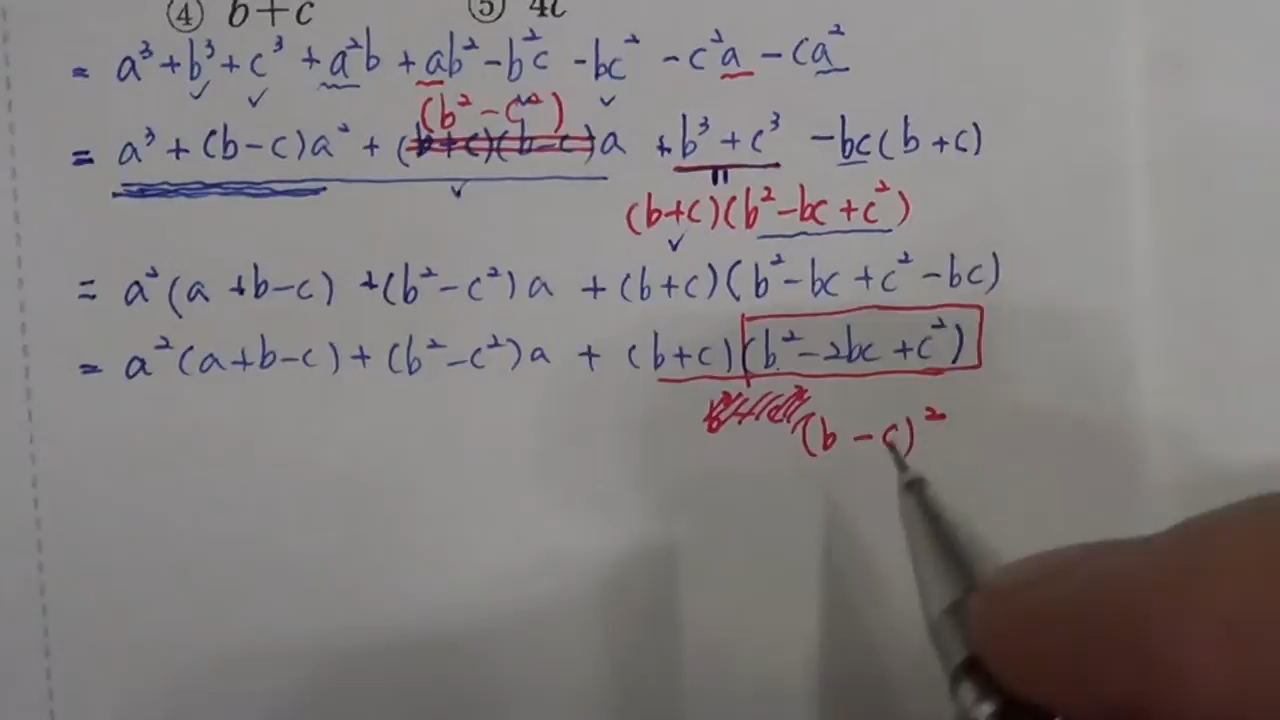 ④ b+c ⑤ 4c
= a³+b³+c³+a²b+ab²-b²c-bc²-c²a-ca²
(b²-c²)
= a³+(b-c)a²+(b+c)(b-c)a +b³+c³ -bc(b+c)
(b+c)(b²-bc+c²)
= a²(a+b-c) +(b²-c²)a +(b+c)(b²-bc+c²-bc)
= a²(a+b-c)+(b²-c²)a + (b+c)(b²-2bc+c²)
(b-c)²